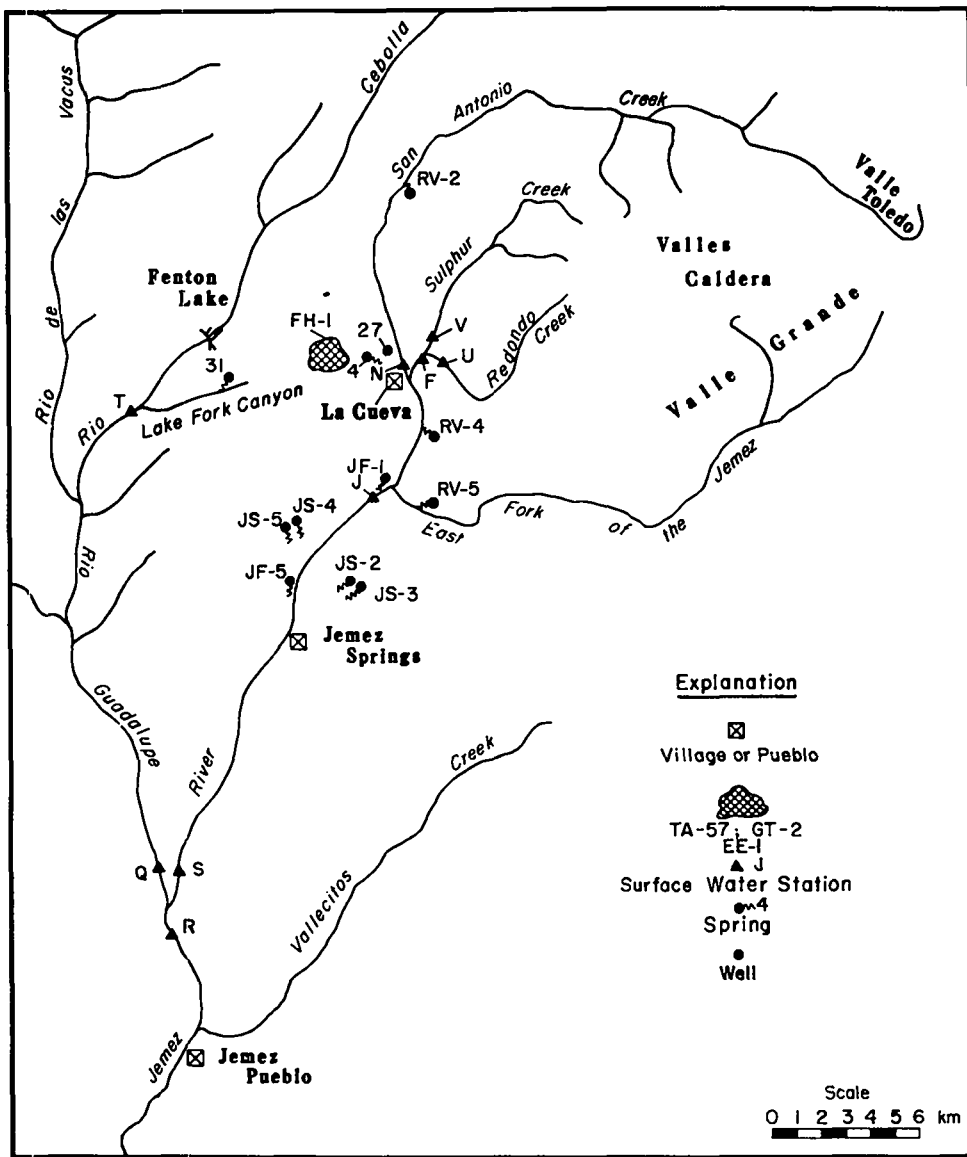 Vacas
las
de
Rio
Cebolla
Rio
San
Antonio
Creek
Valle
Toledo
RV-2
Sulphur
Creek
Valles
Caldera
Fenton
Lake
FH-1
27
4
N
V
U
F
Redondo
Creek
Valle
Grande
31
T
Lake Fork Canyon
La Cueva
RV-4
JF-1
J
RV-5
East
Fork
of
the
Jemez
JS-5
JS-4
JF-5
JS-2
JS-3
Jemez
Springs
Rio
Guadalupe
River
Q
S
R
Vallecitos
Creek
Jemez
Jemez
Pueblo
Explanation
Village or Pueblo
TA-57; GT-2
EE-1
J
Surface Water Station
4
Spring
Well
Scale
0 1 2 3 4 5 6 km